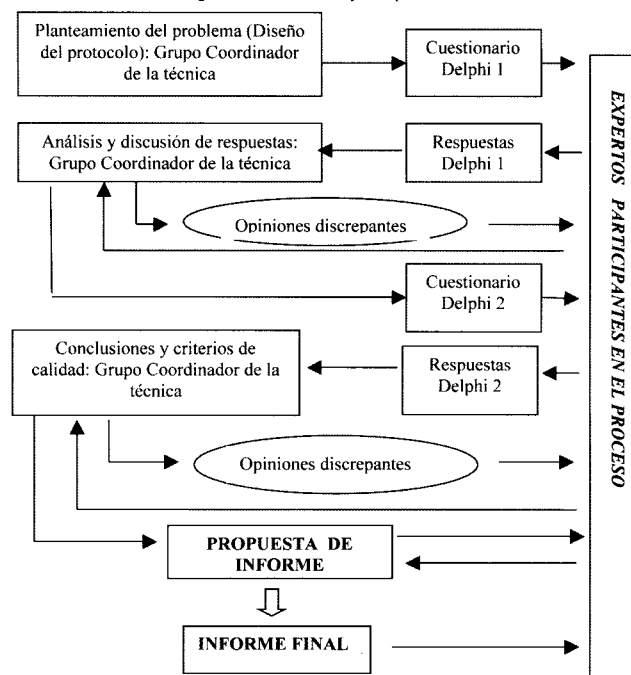 Planteamiento del problema (Diseño
del protocolo): Grupo Coordinador
de la técnica
Cuestionario
Delphi 1
Análisis y discusión de respuestas:
Grupo Coordinador de la técnica
Respuestas
Delphi 1
Opiniones discrepantes
Cuestionario
Delphi 2
Conclusiones y criterios de
calidad: Grupo Coordinador de la
técnica
Respuestas
Delphi 2
Opiniones discrepantes
PROPUESTA DE
INFORME
INFORME FINAL
EXPERTOS PARTICIPANTES EN EL PROCESO